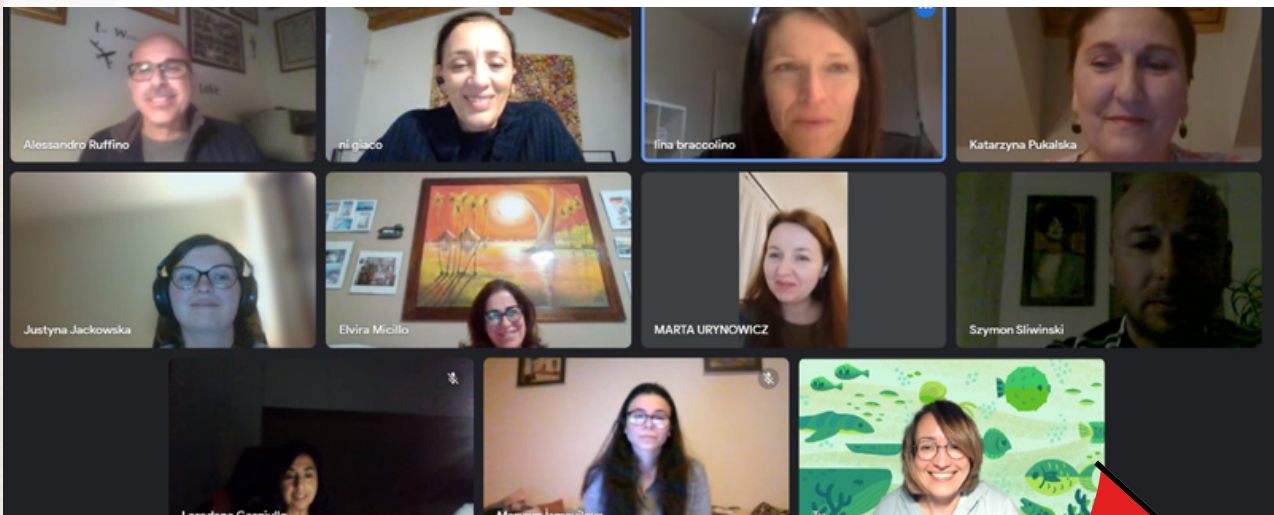 Alessandro Ruffino
ni giaco
lina braccolino
Katarzyna Pukalska
Justyna Jackowska
Elvira Micillo
MARTA URYNOWICZ
Szymon Sliwinski